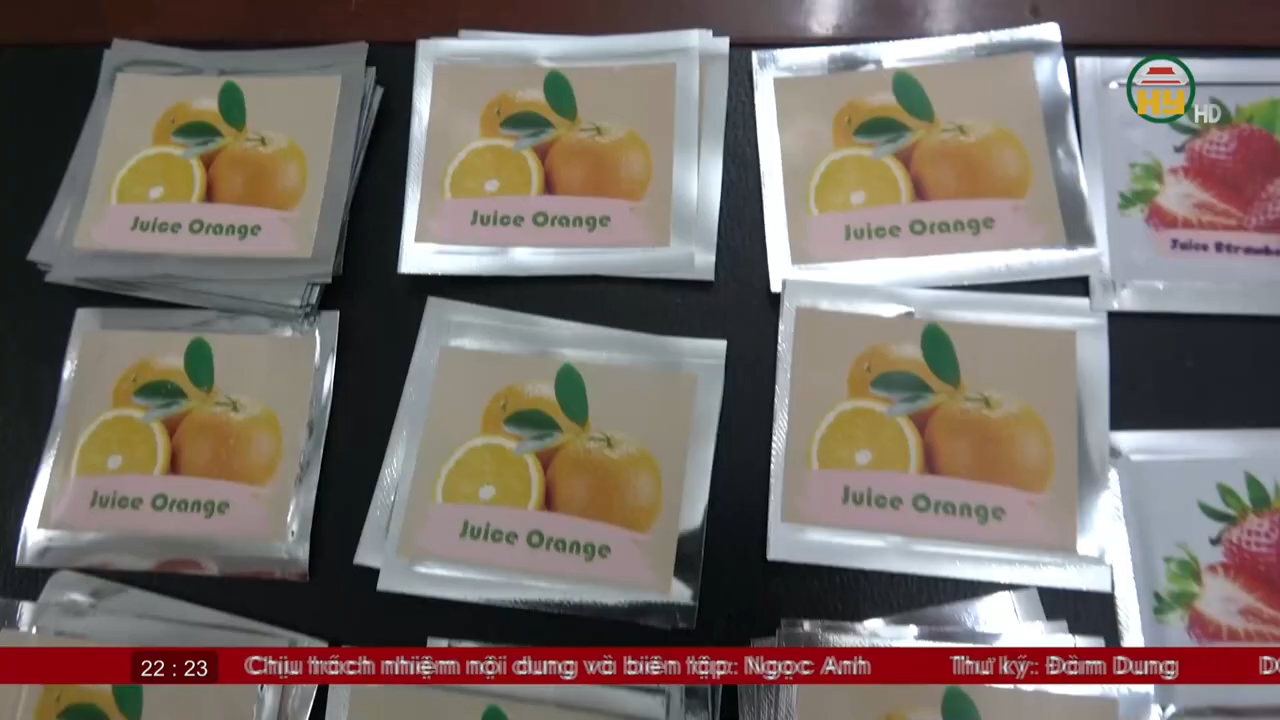 HY HD
Juice Orange
Juice Orange
Juice Orange
Juice
Juice Orange
Juice Orange
Juice Orange
22 : 23
Chịu trách nhiệm nội dung và biên tập: Ngọc Anh
Thư ký: Đàm Dung